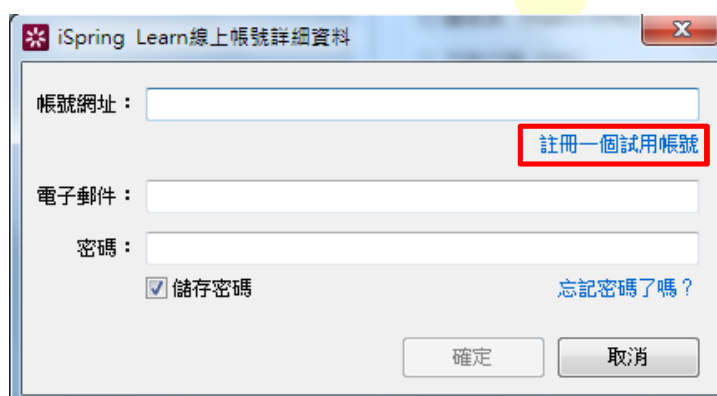 iSpring Learn線上帳號詳細資料
帳號網址：
註冊一個試用帳號
電子郵件：
密碼：
儲存密碼 忘記密碼了嗎？
確定 取消